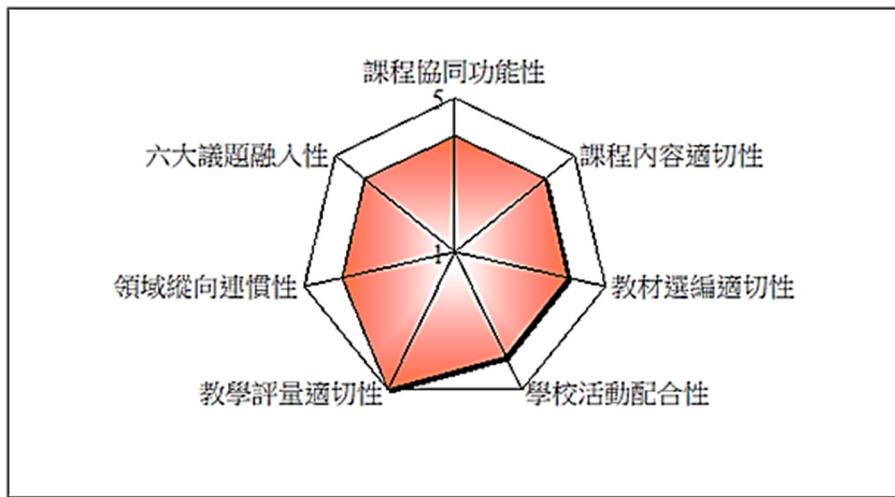 課程協同功能性
5
六大議題融入性
課程內容適切性
1
領域縱向連慣性
教材選編適切性
教學評量適切性
學校活動配合性